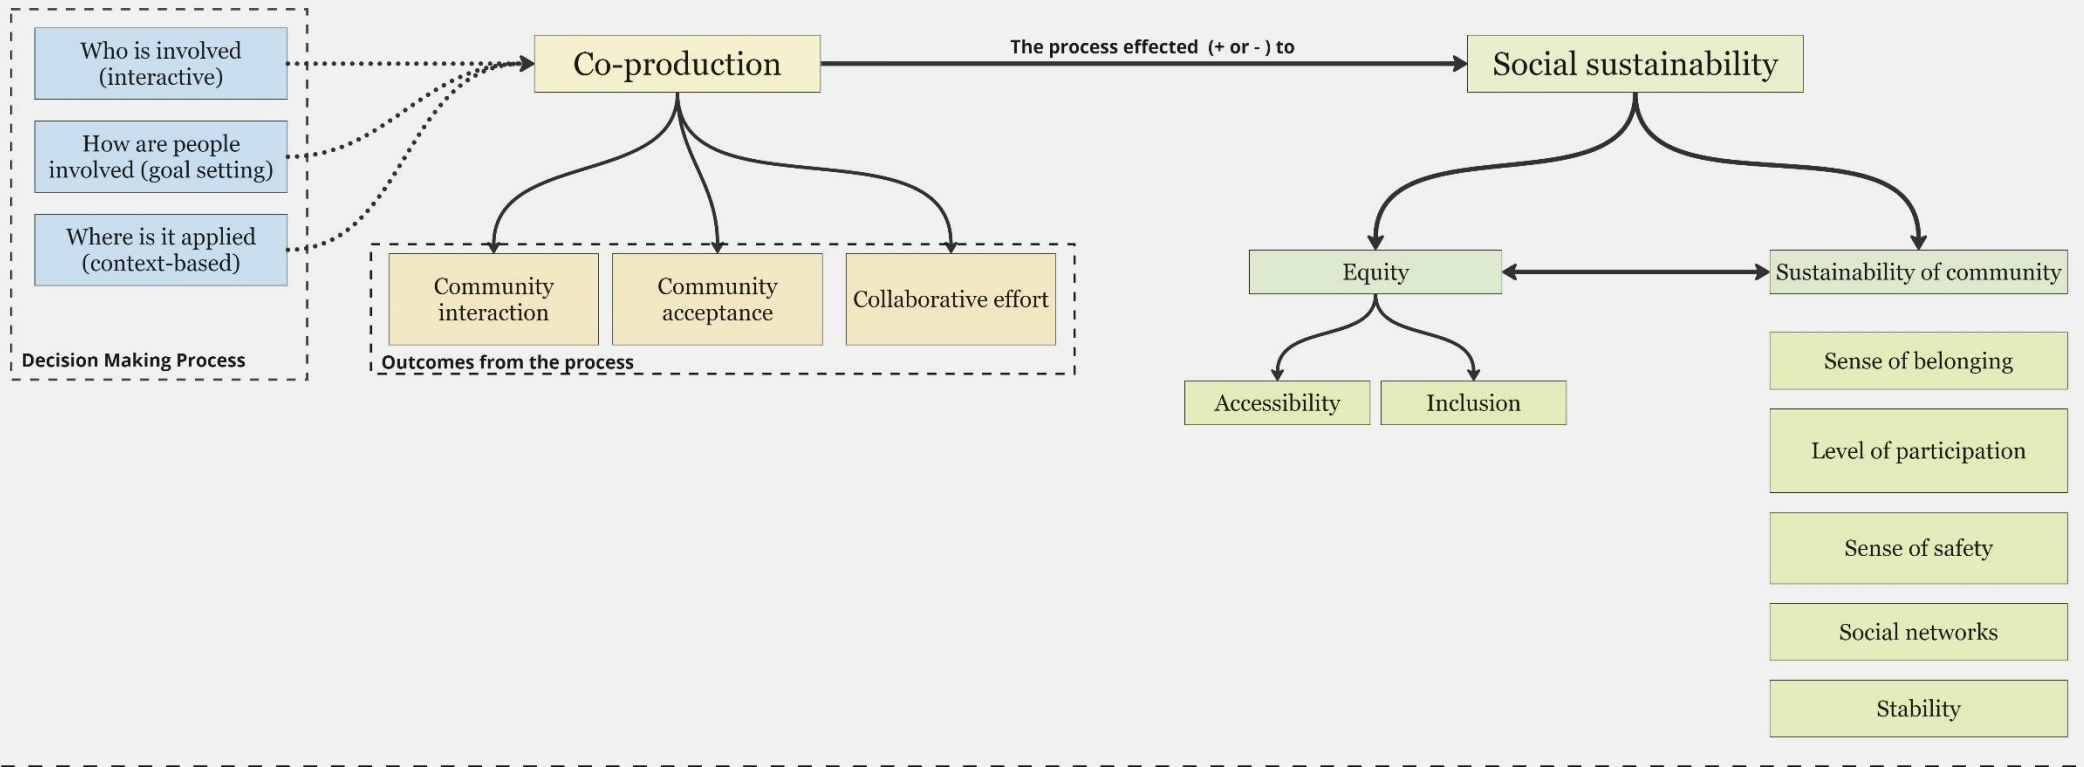 Who is involved
(interactive)
How are people
involved (goal setting)
Where is it applied
(context-based)
Decision Making Process
Co-production
The process effected  (+ or - ) to
Social sustainability
Community
interaction
Community
acceptance
Collaborative effort
Outcomes from the process
Equity
Sustainability of community
Accessibility
Inclusion
Sense of belonging
Level of participation
Sense of safety
Social networks
Stability